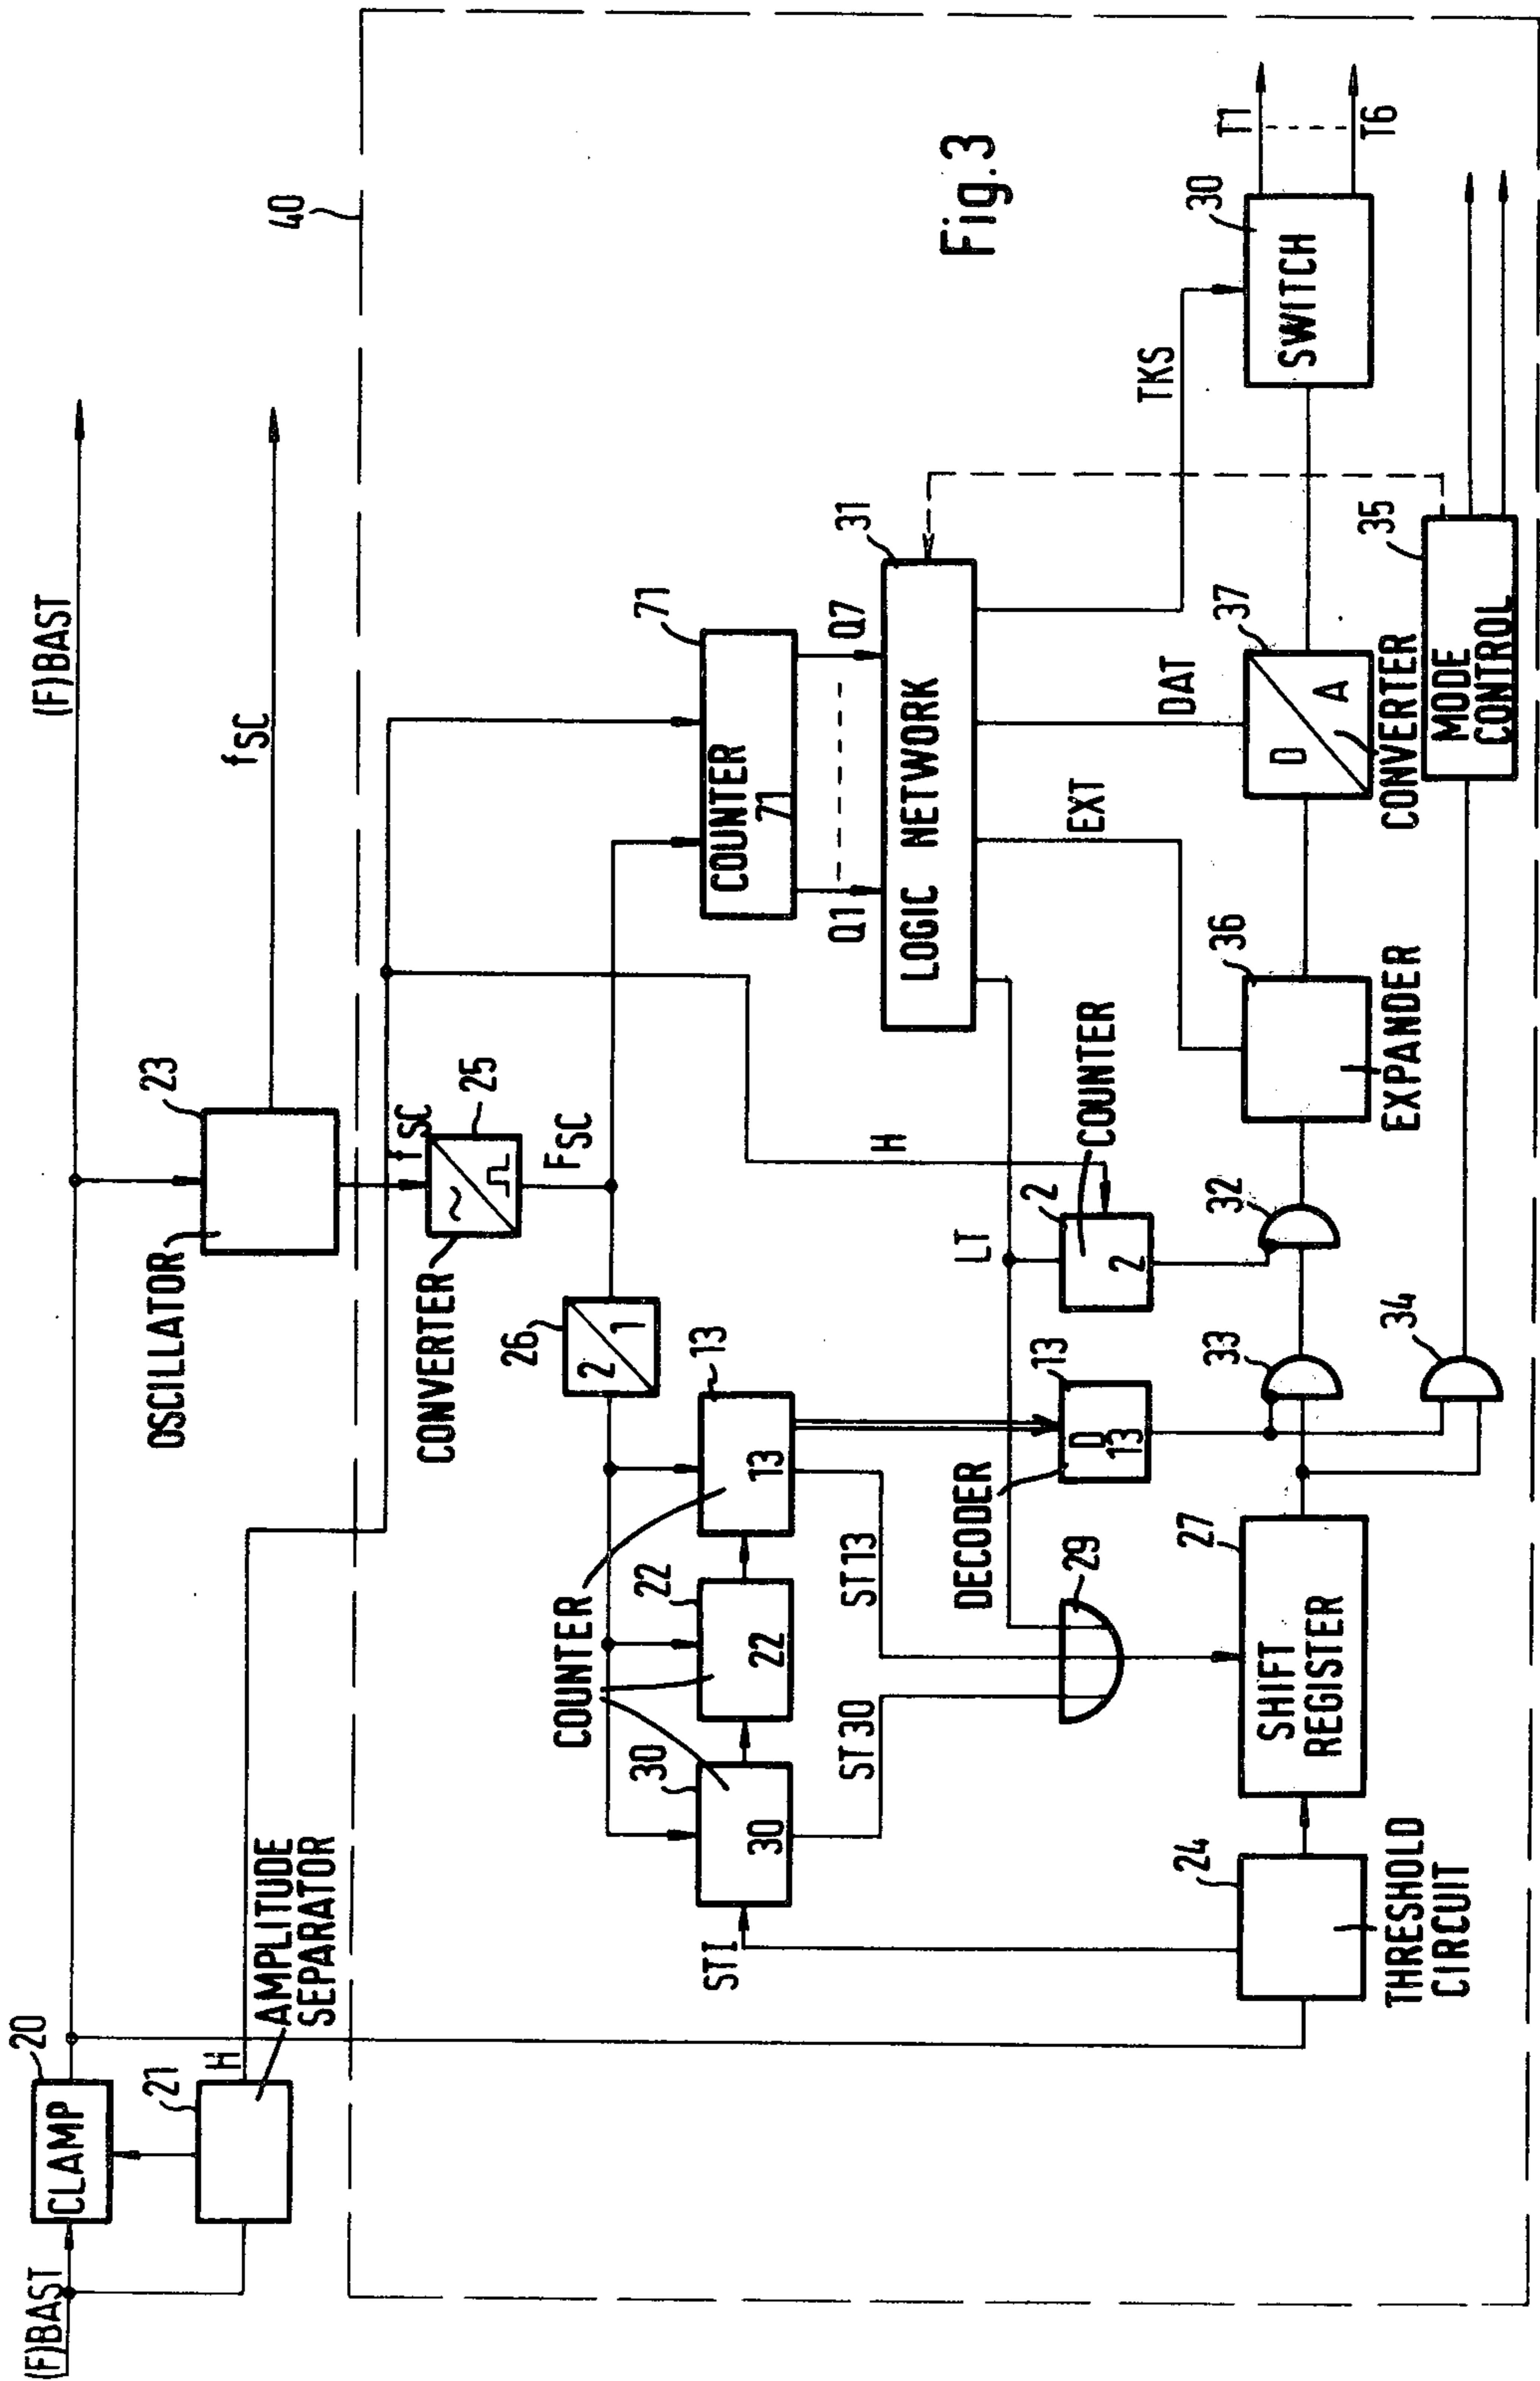 (F)BAST
CLAMP
20
21
H
AMPLITUDE
SEPARATOR
(F)BAST
OSCILLATOR
23
fSC
40
fSC
CONVERTER
25
FSC
26
2
1
COUNTER
30
30
22
22
13
13
STI
ST30
ST13
COUNTER
71
71
Q1
Q7
LOGIC NETWORK
31
H
LT
DECODER
13
D
13
2
2
COUNTER
29
EXT
DAT
TKS
24
THRESHOLD
CIRCUIT
SHIFT
REGISTER
27
33
32
34
36
EXPANDER
D
A
37
CONVERTER
MODE
CONTROL
35
SWITCH
30
T1
T6
Fig.3